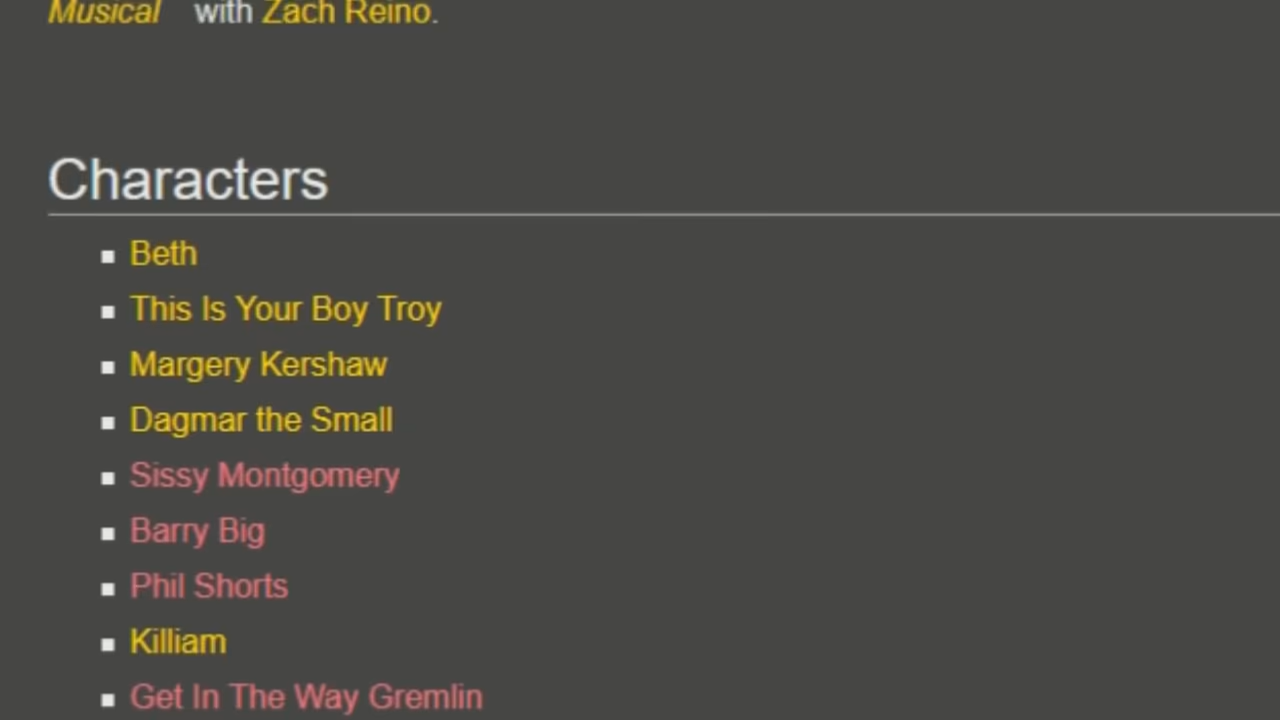 Musical with Zach Reino.
Characters
Beth
This Is Your Boy Troy
Margery Kershaw
Dagmar the Small
Sissy Montgomery
Barry Big
Phil Shorts
Killiam
Get In The Way Gremlin